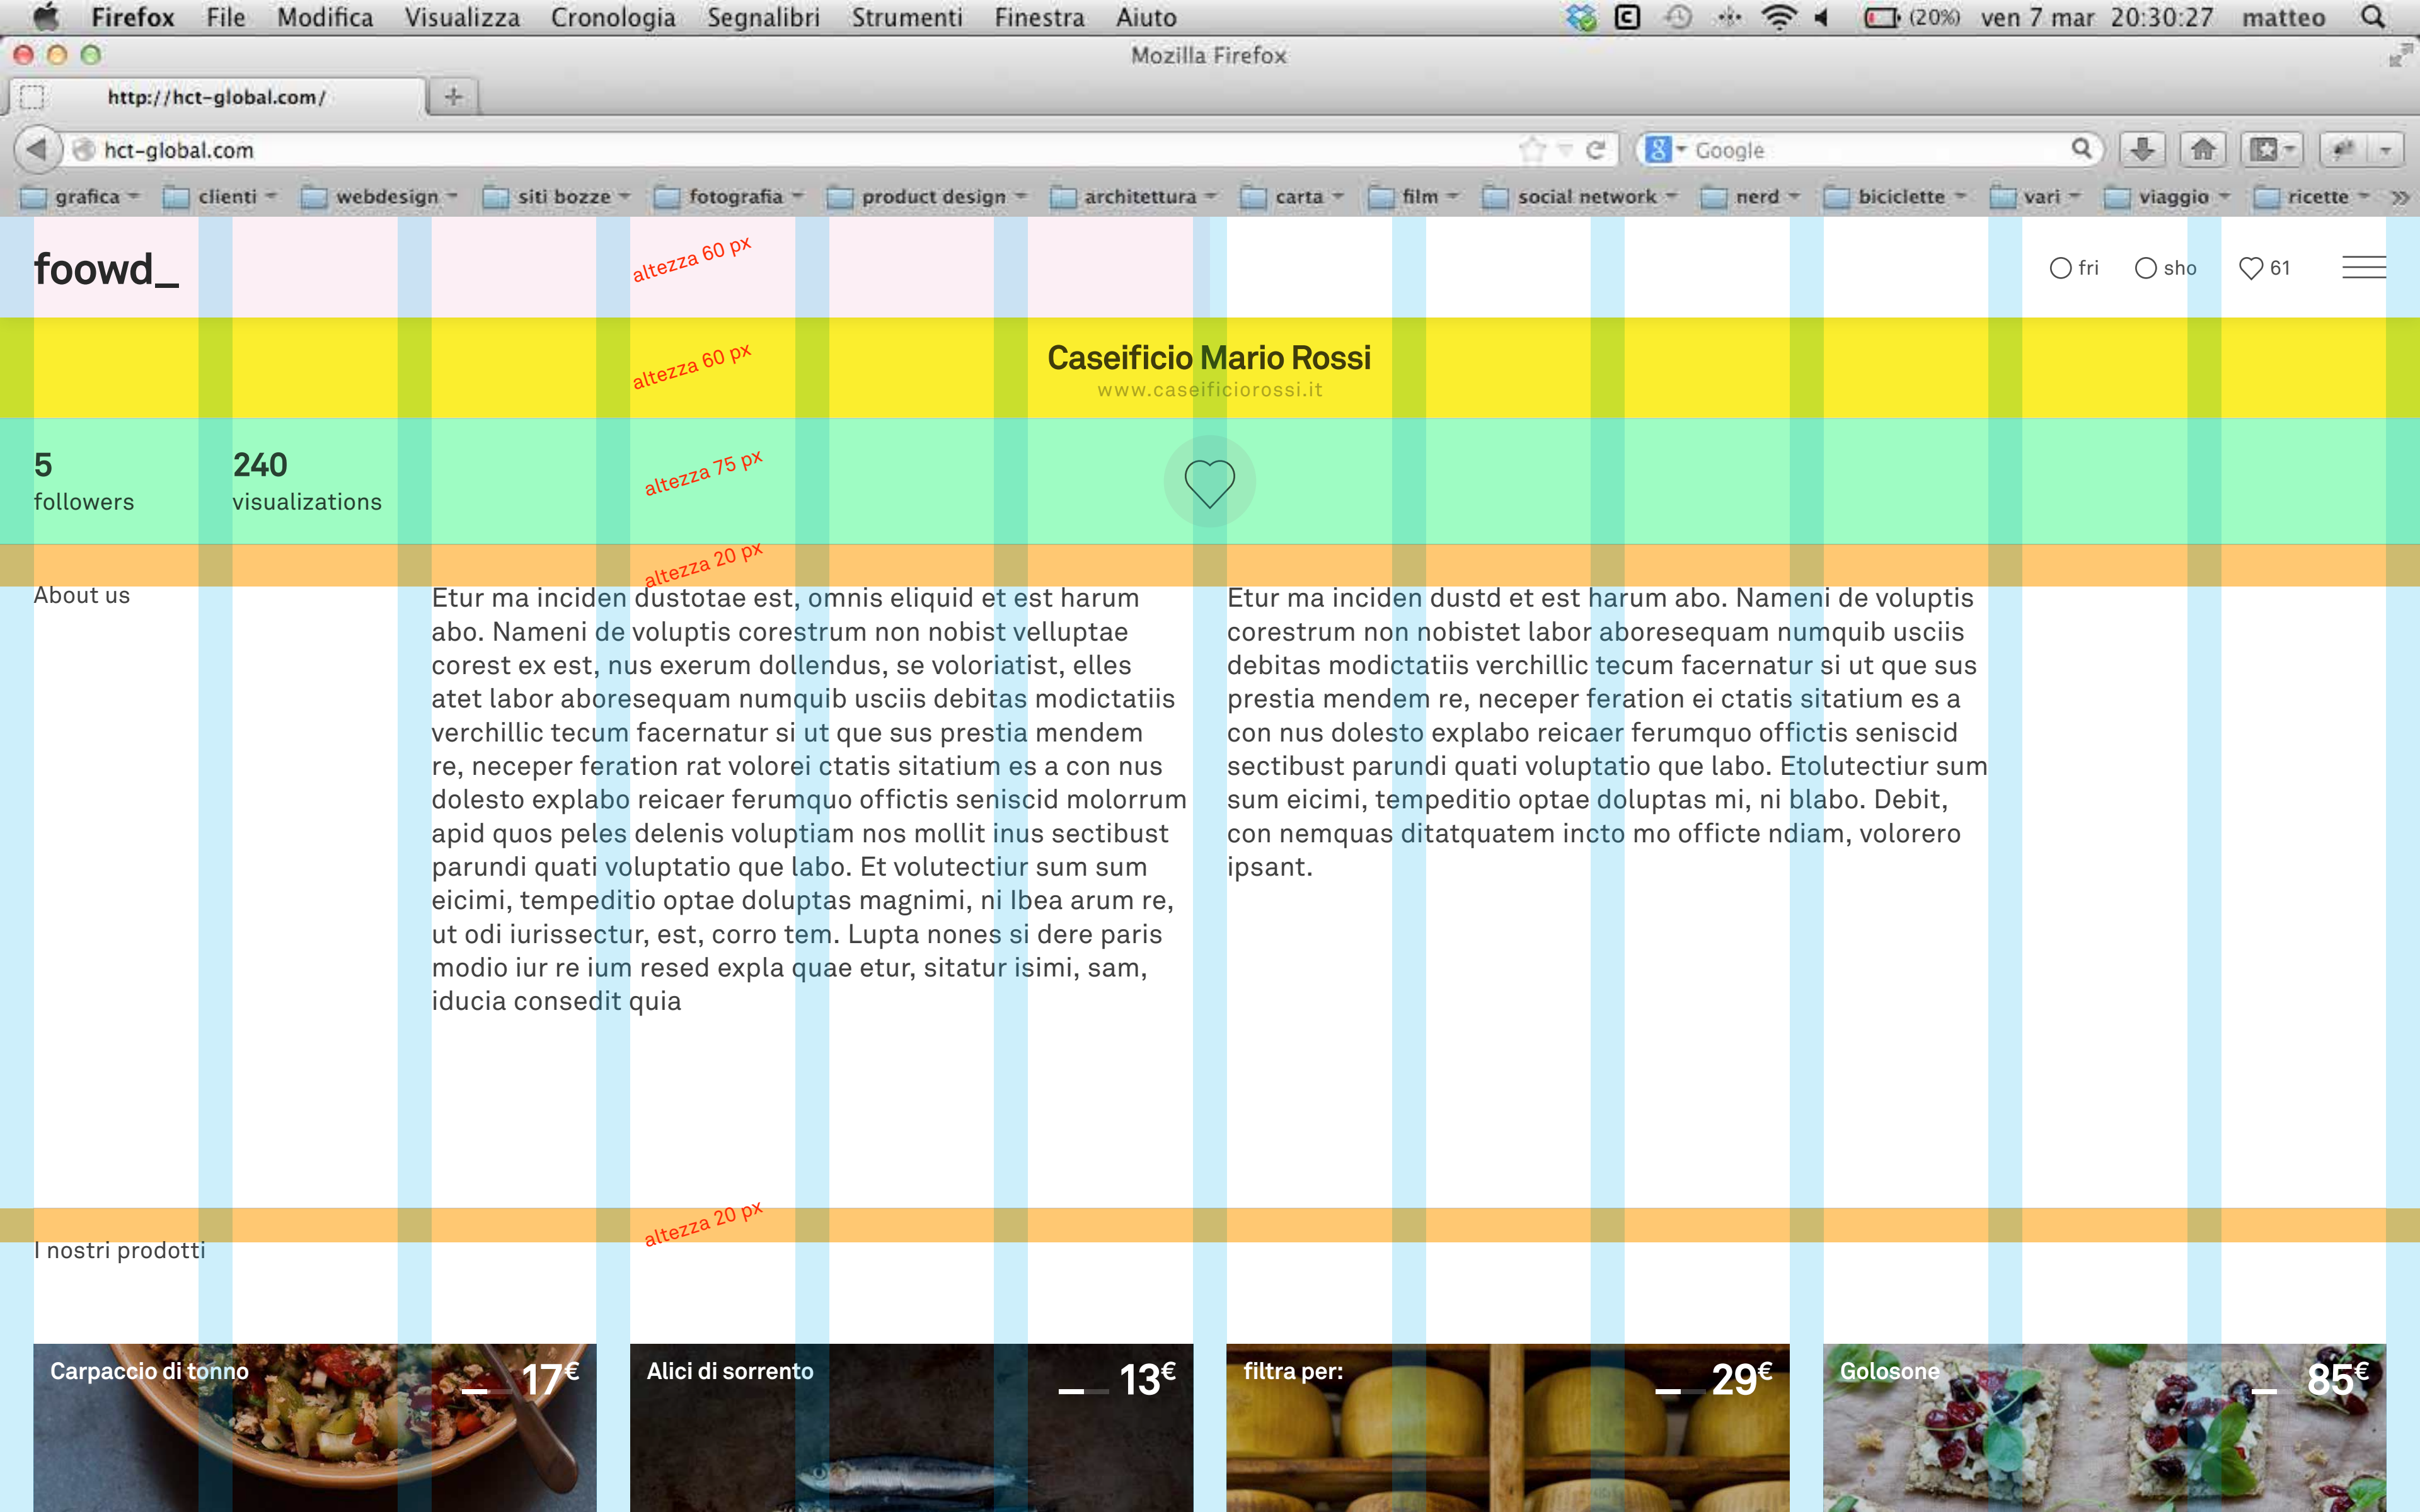 Firefox File Modifica Visualizza Cronologia Segnalibri Strumenti Finestra Aiuto (20%) ven 7 mar 20:30:27 matteo
Mozilla Firefox
http://hct-global.com/
hct-global.com Google
grafica clienti webdesign siti bozze fotografia product design architettura carta film social network nerd biciclette vari viaggio ricette
foowd_ altezza 60 px fri sho 61
altezza 60 px
Caseificio Mario Rossi
www.caseificiorossi.it
5 240
followers visualizations
altezza 75 px
altezza 20 px
About us
Etur ma inciden dustotae est, omnis eliquid et est harum
abo. Nameni de voluptis corestrum non nobist velluptae
corest ex est, nus exerum dollendus, se voloriatist, elles
atet labor aboresequam numquib usciis debitas modictatiis
verchillic tecum facernatur si ut que sus prestia mendem
re, neceper feration rat volorei ctatis sitatium es a con nus
dolesto explabo reicaer ferumquo offictis seniscid molorrum
apid quos peles delenis voluptiam nos mollit inus sectibust
parundi quati voluptatio que labo. Et volutectiur sum sum
eicimi, tempeditio optae doluptas magnimi, ni Ibea arum re,
ut odi iurissectur, est, corro tem. Lupta nones si dere paris
modio iur re ium resed expla quae etur, sitatur isimi, sam,
iducia consedit quia
Etur ma inciden dustd et est harum abo. Nameni de voluptis
corestrum non nobistet labor aboresequam numquib usciis
debitas modictatiis verchillic tecum facernatur si ut que sus
prestia mendem re, neceper feration ei ctatis sitatium es a
con nus dolesto explabo reicaer ferumquo offictis seniscid
sectibust parundi quati voluptatio que labo. Etolutectiur sum
sum eicimi, tempeditio optae doluptas mi, ni blabo. Debit,
con nemquas ditatquatem incto mo officte ndiam, volorero
ipsant.
altezza 20 px
I nostri prodotti
Carpaccio di tonno 17€
Alici di sorrento 13€
filtra per: 29€
Golosone 85€